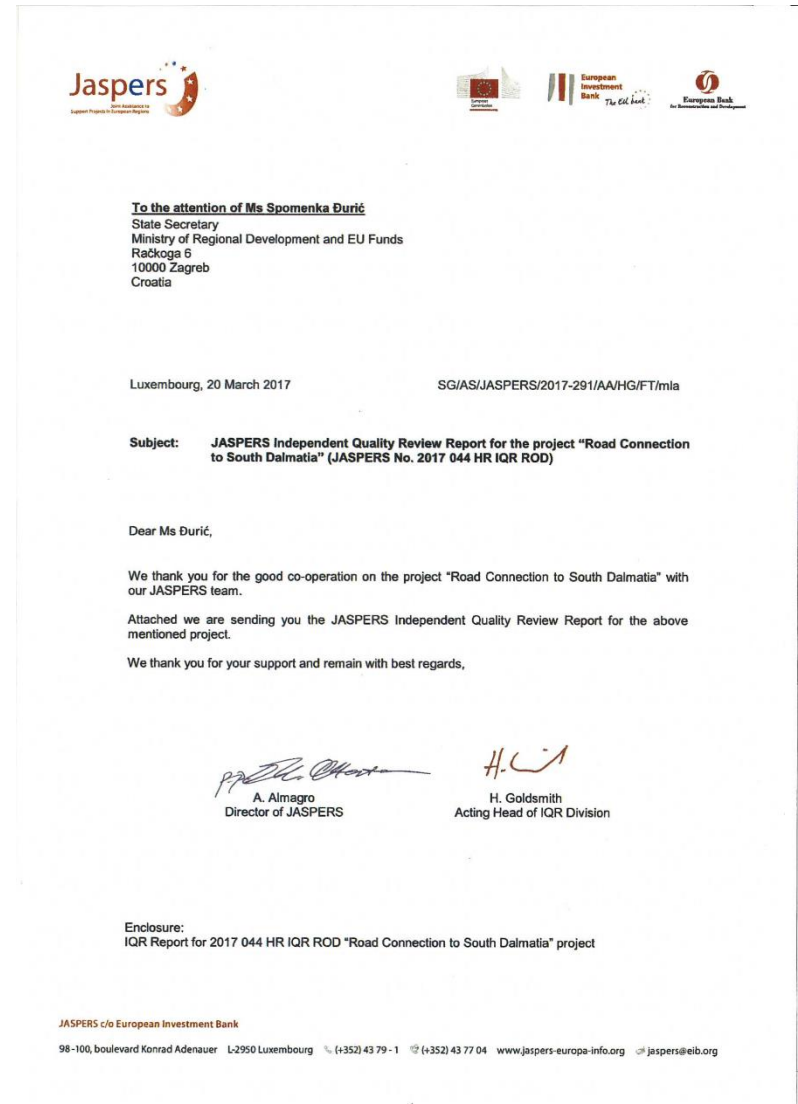 Jaspers
Joint Assistance to
Support Projects in European Regions
European
Commission
European
Investment
Bank
The EU bank
European Bank
for Reconstruction and Development
To the attention of Ms Spomenka Đurić
State Secretary
Ministry of Regional Development and EU Funds
Račkoga 6
10000 Zagreb
Croatia
Luxembourg, 20 March 2017
SG/AS/JASPERS/2017-291/AA/HG/FT/mla
Subject: JASPERS Independent Quality Review Report for the project “Road Connection
to South Dalmatia” (JASPERS No. 2017 044 HR IQR ROD)
Dear Ms Đurić,
We thank you for the good co-operation on the project “Road Connection to South Dalmatia” with
our JASPERS team.
Attached we are sending you the JASPERS Independent Quality Review Report for the above
mentioned project.
We thank you for your support and remain with best regards,
A. Almagro
Director of JASPERS
H. Goldsmith
Acting Head of IQR Division
Enclosure:
IQR Report for 2017 044 HR IQR ROD “Road Connection to South Dalmatia” project
JASPERS c/o European Investment Bank
98-100, boulevard Konrad Adenauer L-2950 Luxembourg (+352) 43 79 - 1 (+352) 43 77 04 www.jaspers-europa-info.org jaspers@eib.org